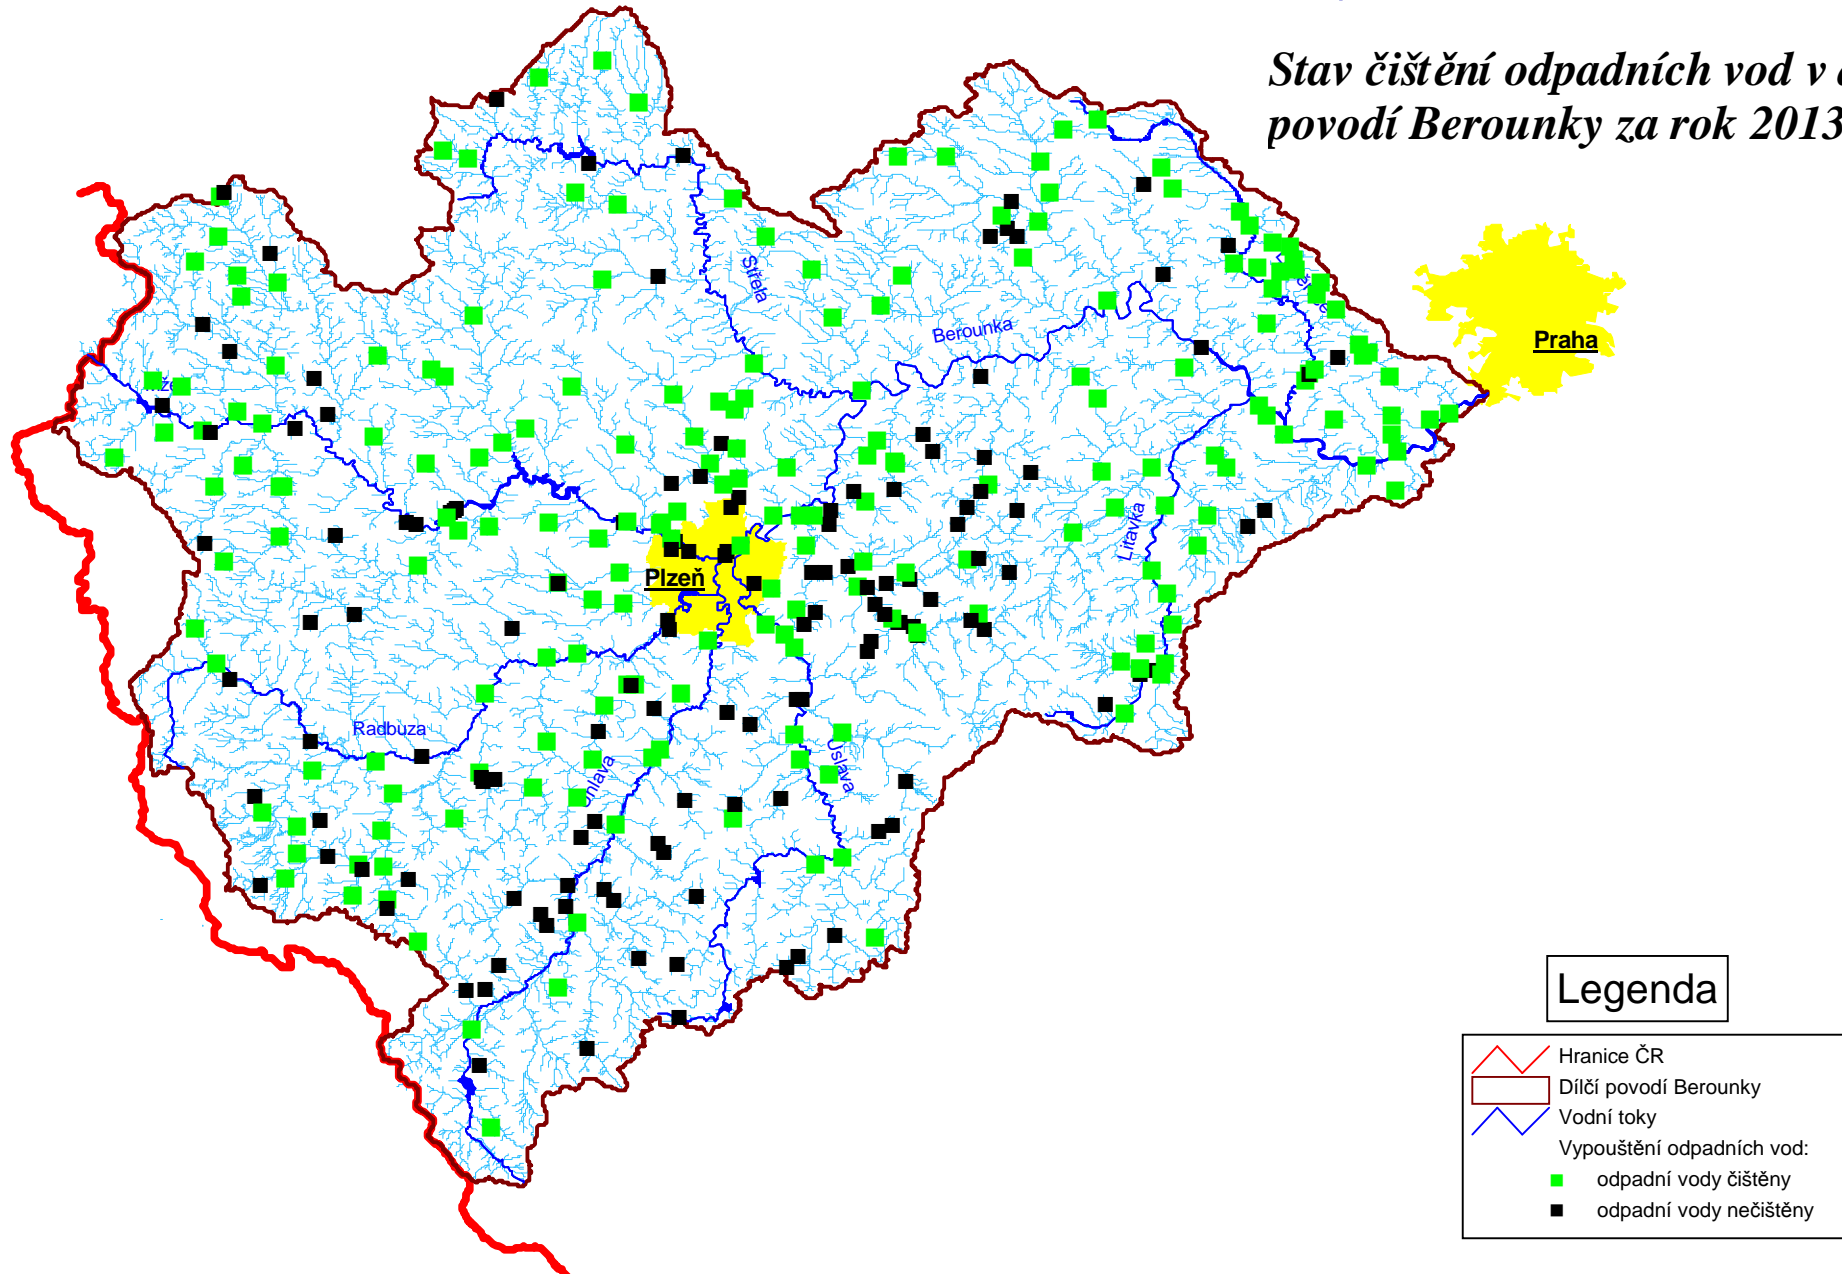 Stav čištění odpadních vod v
povodí Berounky za rok 2013
Střela
Berounka
Praha
Litavka
Plzeň
Radbuza
Úslava
Legenda
Hranice ČR
Dílčí povodí Berounky
Vodní toky
Vypouštění odpadních vod:
odpadní vody čištěny
odpadní vody nečištěny